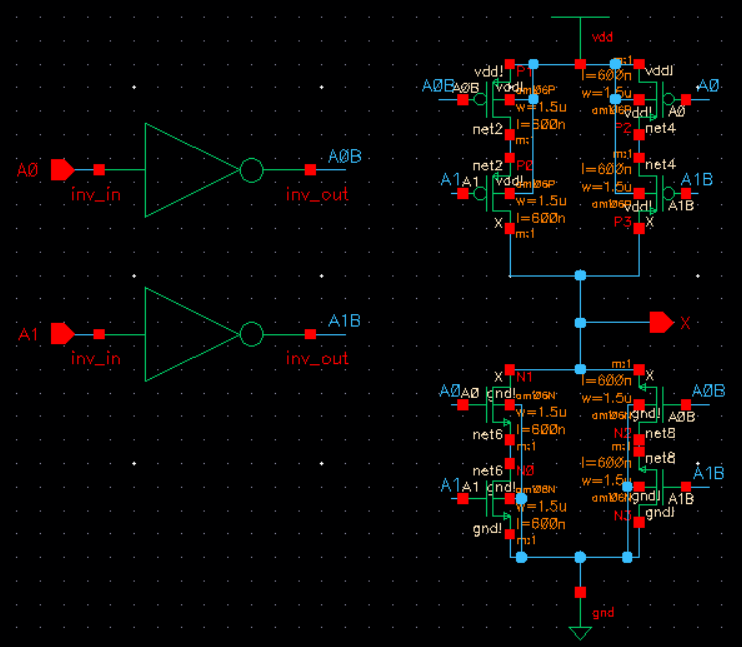 vdd
vdd!
P1
m:1
l=600n
vdd!
A0B
A0B
vdd!
ami06P
w=1.5u
w=1.5u
A0
A0
l=600n
ami06P
vdd!
net2
m:1
P2
net4
A0
inv_in
A0B
inv_out
net2
P0
m:1
net4
l=600n
A1
A1
vdd!
ami06P
w=1.5u
w=1.5u
A1B
A1B
l=600n
ami06P
vdd!
X
m:1
P3
X
A1
inv_in
A1B
inv_out
X
X
N1
m:1
l=600n
X
A0
A0
gnd!
ami06N
w=1.5u
w=1.5u
gnd!
A0B
A0B
l=600n
net6
m:1
N2
net8
net6
N0
l=600n
net8
A1
A1
gnd!
ami06N
w=1.5u
w=1.5u
gnd!
A1B
A1B
l=600n
gnd!
m:1
N3
gnd!
gnd